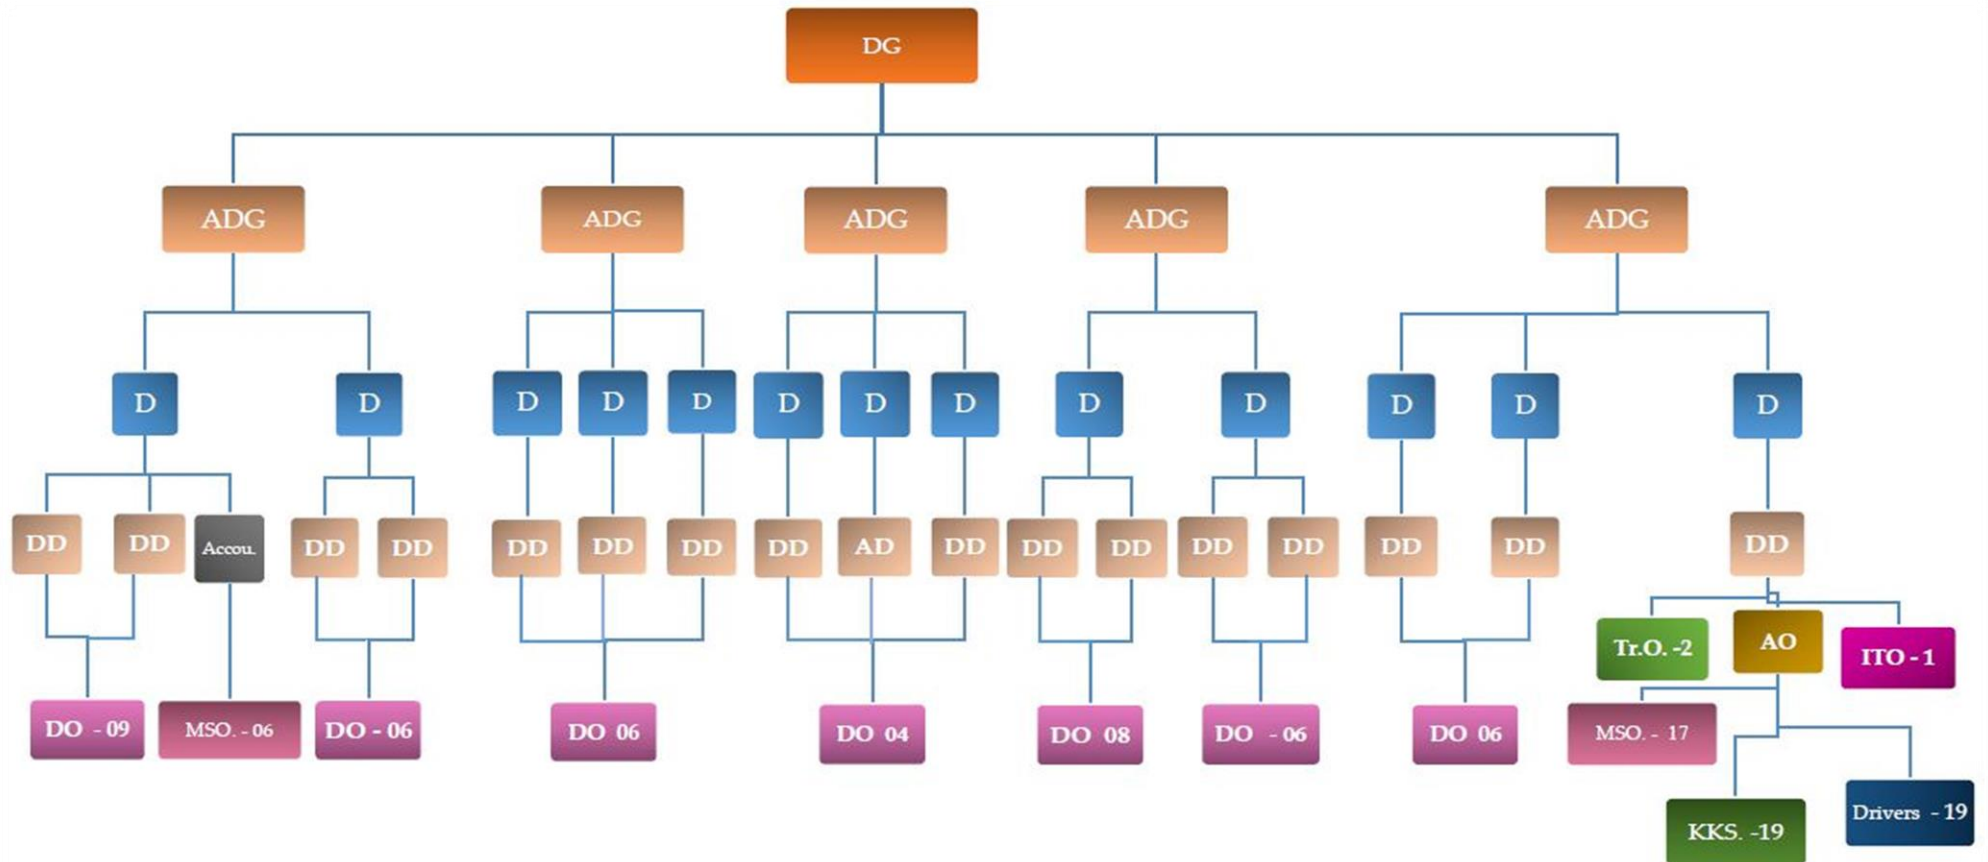 DG
ADG
ADG
ADG
ADG
ADG
D
D
D
D
D
D
D
D
D
D
D
D
D
DD
DD
Accou.
DD
DD
DD
DD
DD
DD
AD
DD
DD
DD
DD
DD
DD
DD
DD
Tr.O. -2
AO
ITO - 1
DO - 09
MSO. - 06
DO - 06
DO 06
DO 04
DO 08
DO - 06
DO 06
MSO. - 17
KKS. -19
Drivers - 19